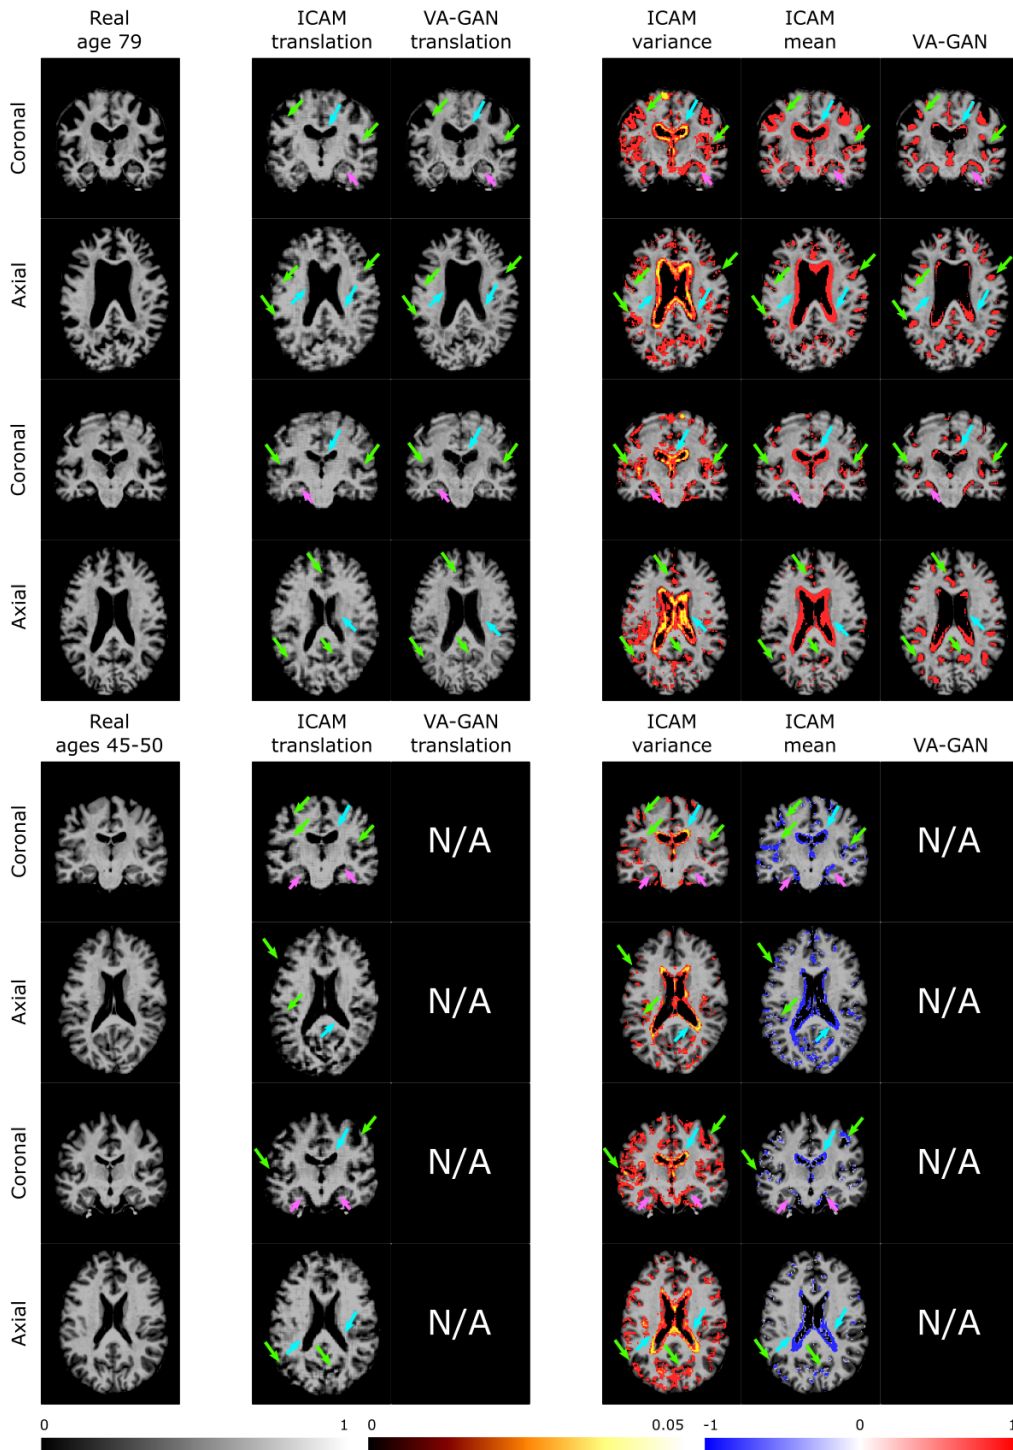 Real
age 79
ICAM
translation
VA-GAN
translation
ICAM
variance
ICAM
mean
VA-GAN
Coronal
Axial
Coronal
Axial
Real
ages 45-50
ICAM
translation
VA-GAN
translation
ICAM
variance
ICAM
mean
VA-GAN
Coronal
N/A
N/A
Axial
N/A
N/A
Coronal
N/A
N/A
Axial
N/A
N/A
0 1 0 0.05 -1 0 1